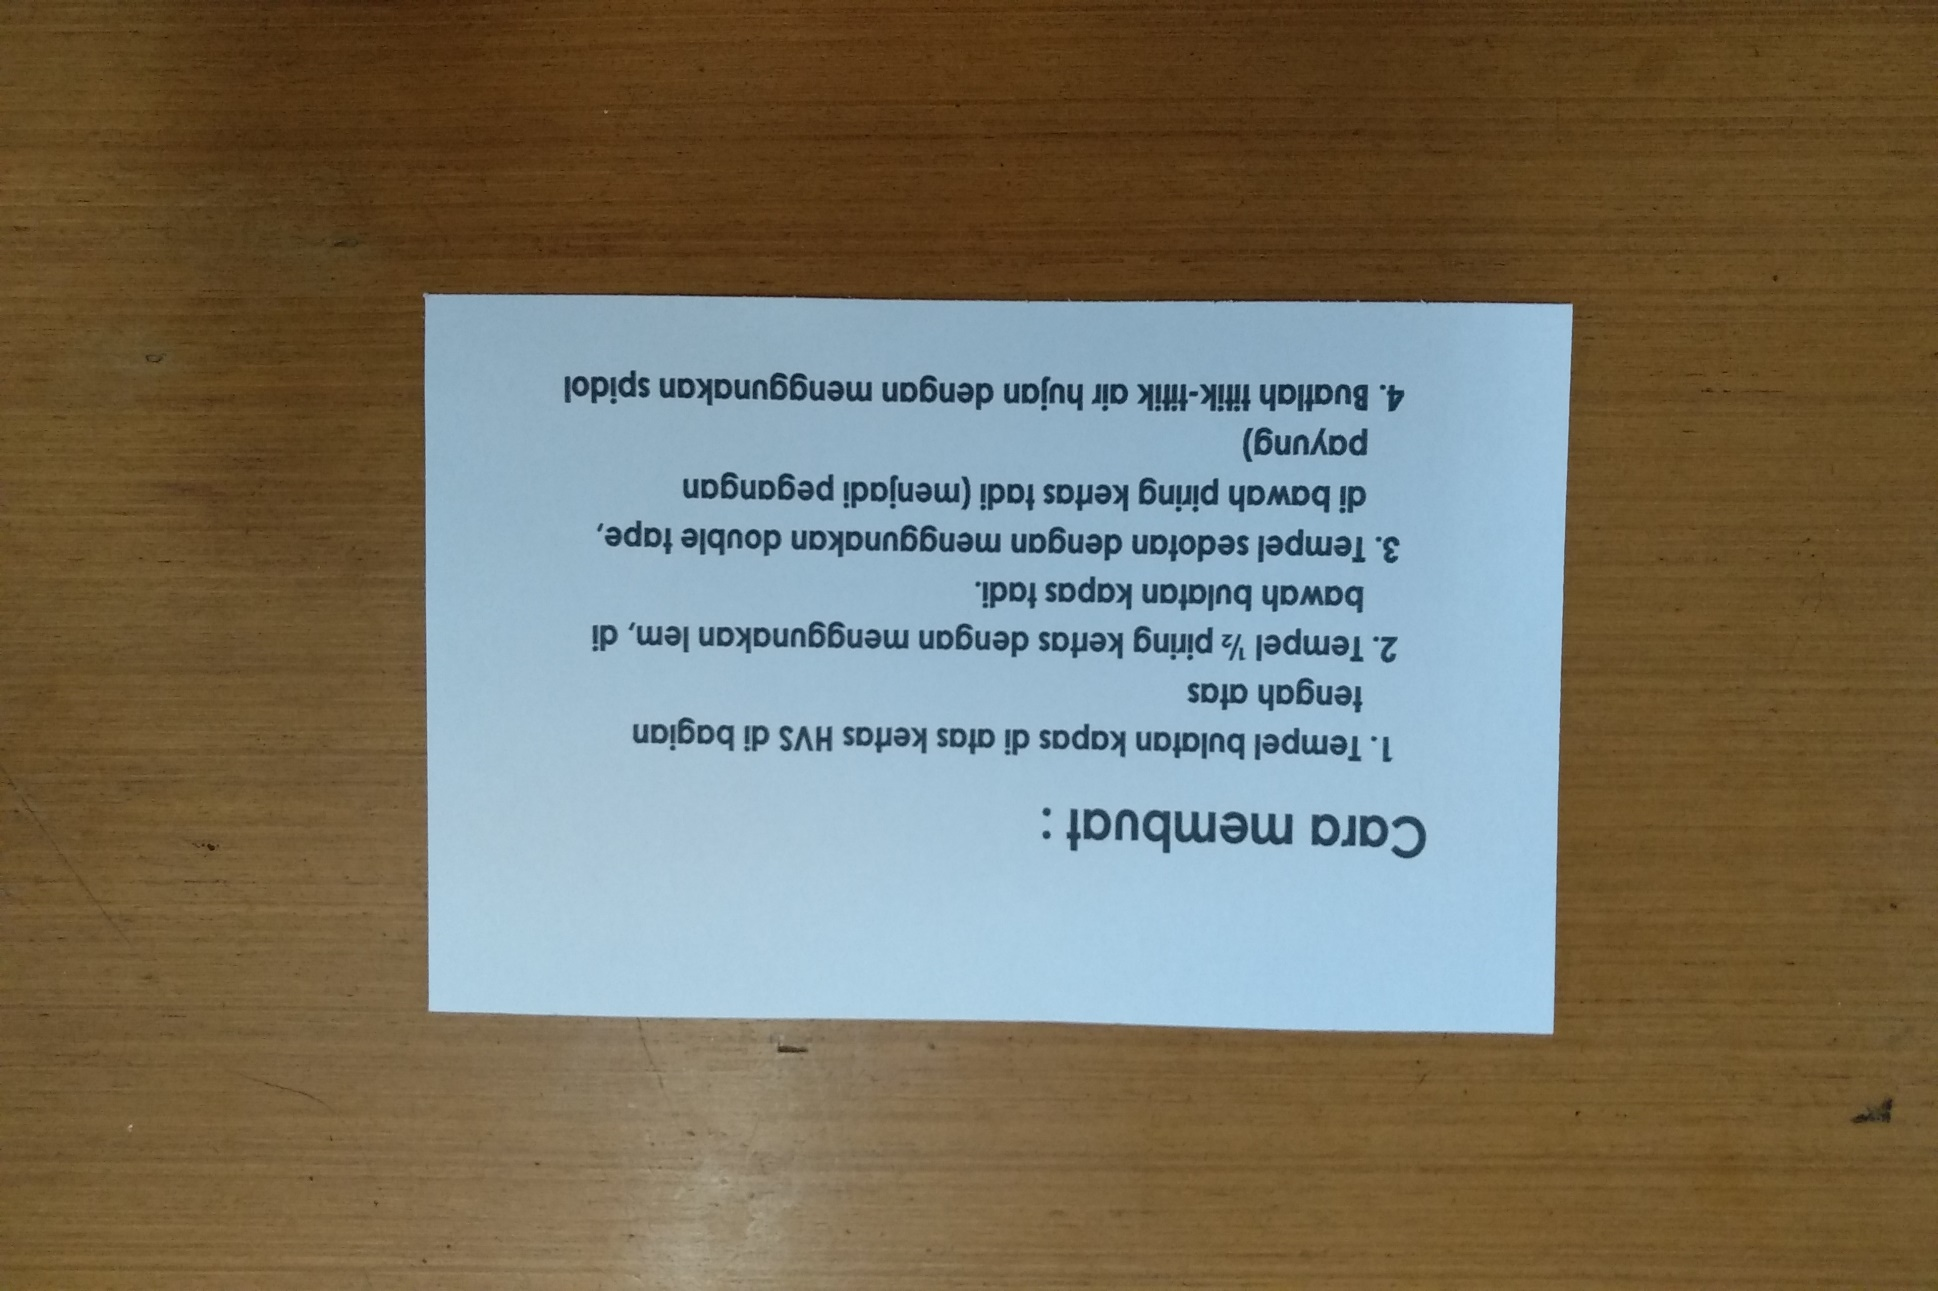 Cara membuat :
1. Tempel bulatan kapas di atas kertas HVS di bagian
tengah atas
2. Tempel ½ piring kertas dengan menggunakan lem, di
bawah bulatan kapas tadi.
3. Tempel sedotan dengan menggunakan double tape,
di bawah piring kertas tadi (menjadi pegangan
payung)
4. Buatlah titik-titik air hujan dengan menggunakan spidol